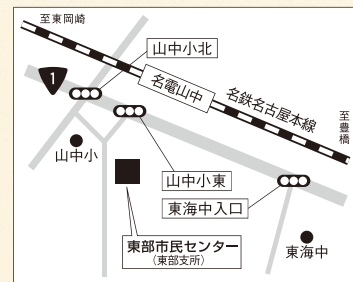 至東岡崎
山中小北
1
名電山中
名鉄名古屋本線
至豊橋
山中小
山中小東
東海中入口
東部市民センター
(東部支所)
東海中